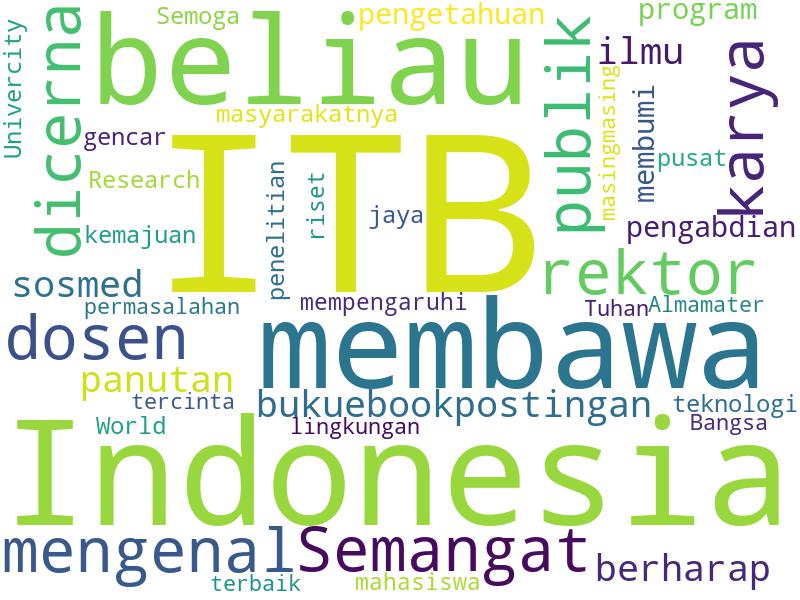 Semoga
pengetahuan
program
Univercity
dicerna
beliau
publik
ilmu
karya
masyarakatnya
masingmasing
membumi
gencar
ITB
pusat
Research
penelitian
riset
jaya
pengabdian
kemajuan
rektor
sosmed
permasalahan
mempengaruhi
Tuhan
Almamater
dosen
membawa
panutan
tercinta
bukuebookpostingan
teknologi
World
lingkungan
Bangsa
Indonesia
mengenal
Semangat
berharap
terbaik
mahasiswa